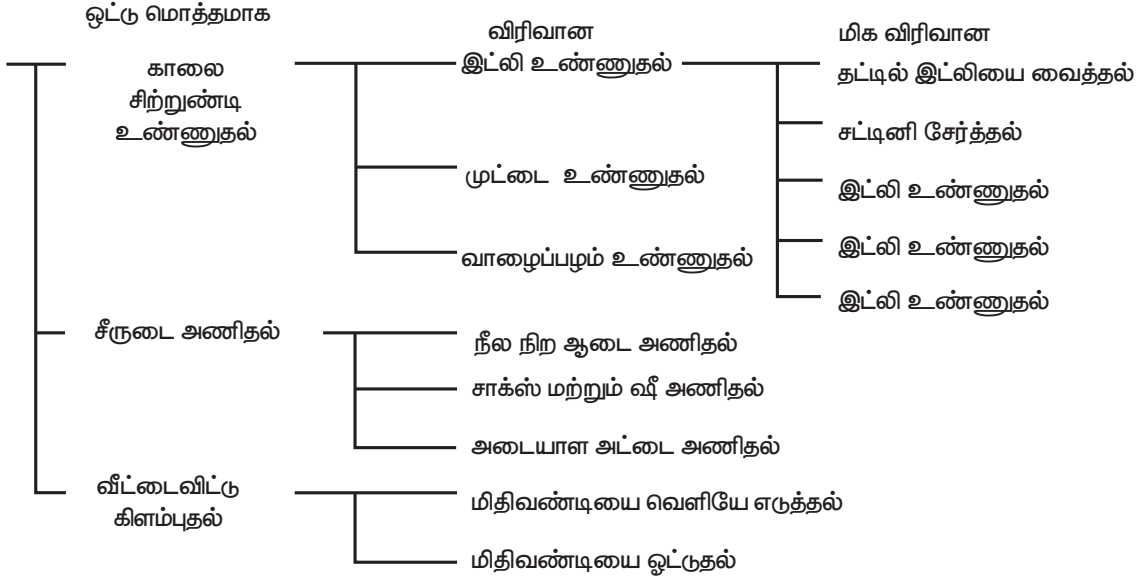 ஒட்டு மொத்தமாக
காலை
சிற்றுண்டி
உண்ணுதல்
விரிவான
இட்லி உண்ணுதல்
மிக விரிவான
தட்டில் இட்லியை வைத்தல்
சட்டினி சேர்த்தல்
இட்லி உண்ணுதல்
இட்லி உண்ணுதல்
இட்லி உண்ணுதல்
முட்டை உண்ணுதல்
வாழைப்பழம் உண்ணுதல்
சீருடை அணிதல்
நீல நிற ஆடை அணிதல்
சாக்ஸ் மற்றும் ஷீ அணிதல்
அடையாள அட்டை அணிதல்
வீட்டைவிட்டு
கிளம்புதல்
மிதிவண்டியை வெளியே எடுத்தல்
மிதிவண்டியை ஓட்டுதல்